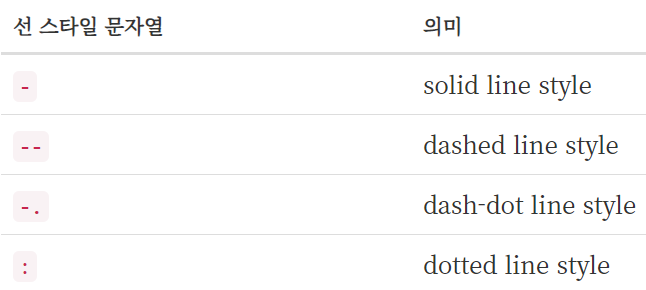 선 스타일 문자열 의미
- solid line style
-- dashed line style
-. dash-dot line style
: dotted line style